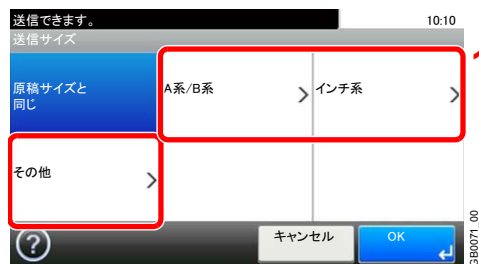 送信できます。 10:10
送信サイズ
原稿サイズと
同じ
A系/B系
インチ系
その他
キャンセル
OK
GB0071_00